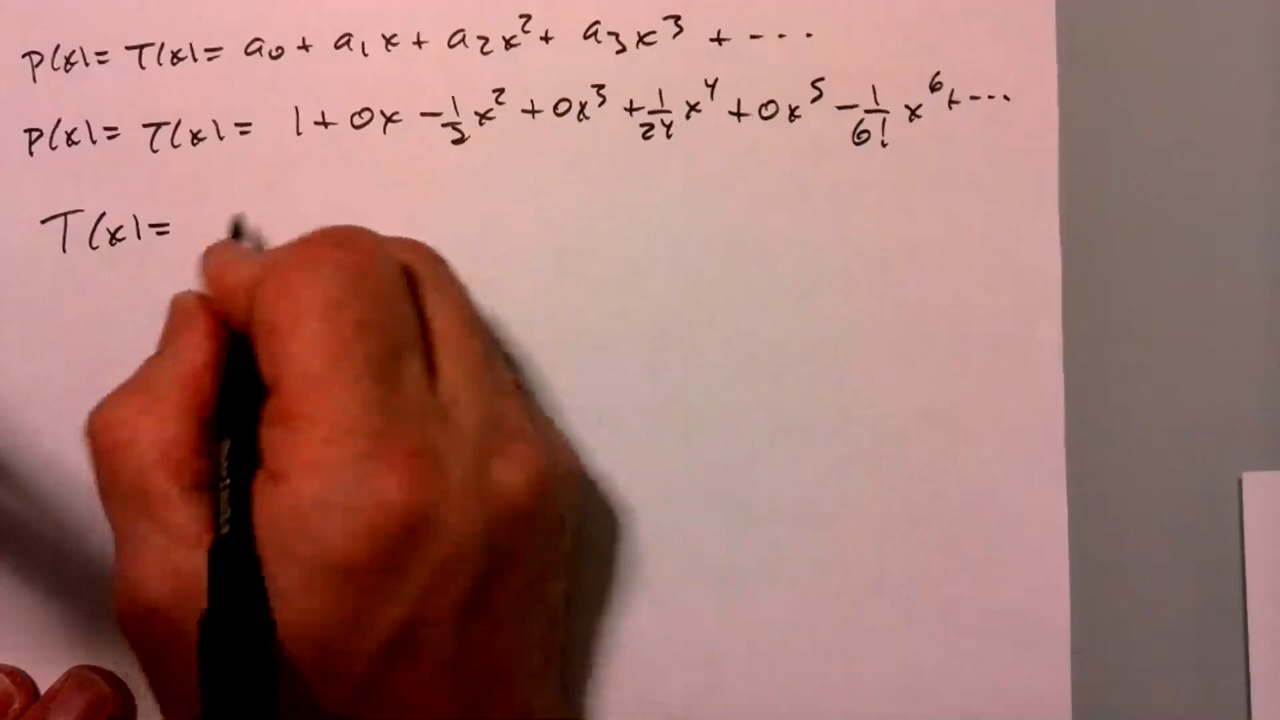 P(x) = T(x) = a₀ + a₁x + a₂x² + a₃x³ + ---
P(x) = T(x) = 1 + 0x - 1/2 x² + 0x³ + 1/24 x⁴ + 0x⁵ - 1/6! x⁶ + ---
T(x) =